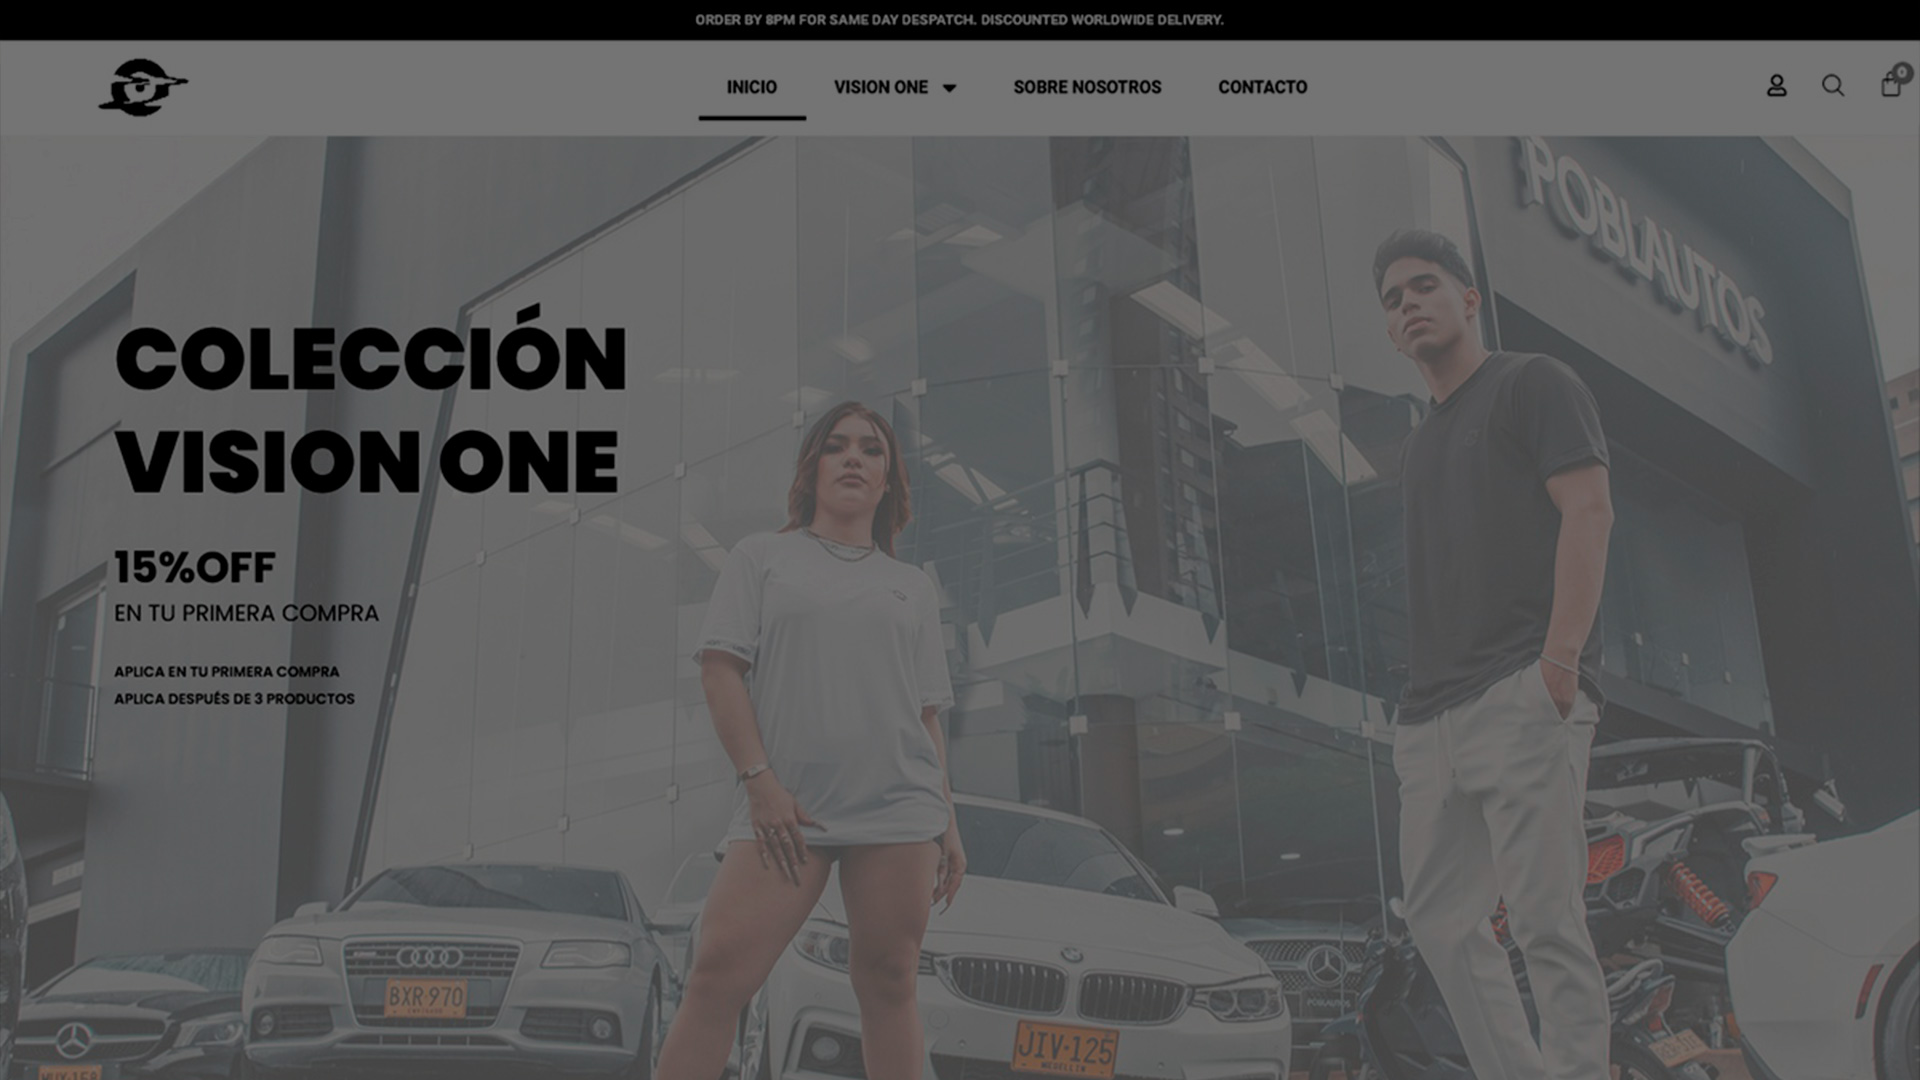 ORDER BY 8PM FOR SAME DAY DESPATCH. DISCOUNTED WORLDWIDE DELIVERY.
INICIO
VISION ONE
SOBRE NOSOTROS
CONTACTO
0
POBLAUTOS
COLECCIÓN
VISION ONE
15%OFF
EN TU PRIMERA COMPRA
APLICA EN TU PRIMERA COMPRA
APLICA DESPUÉS DE 3 PRODUCTOS
BXR·970
JIV·125
MEDELLIN
POBLAUTOS